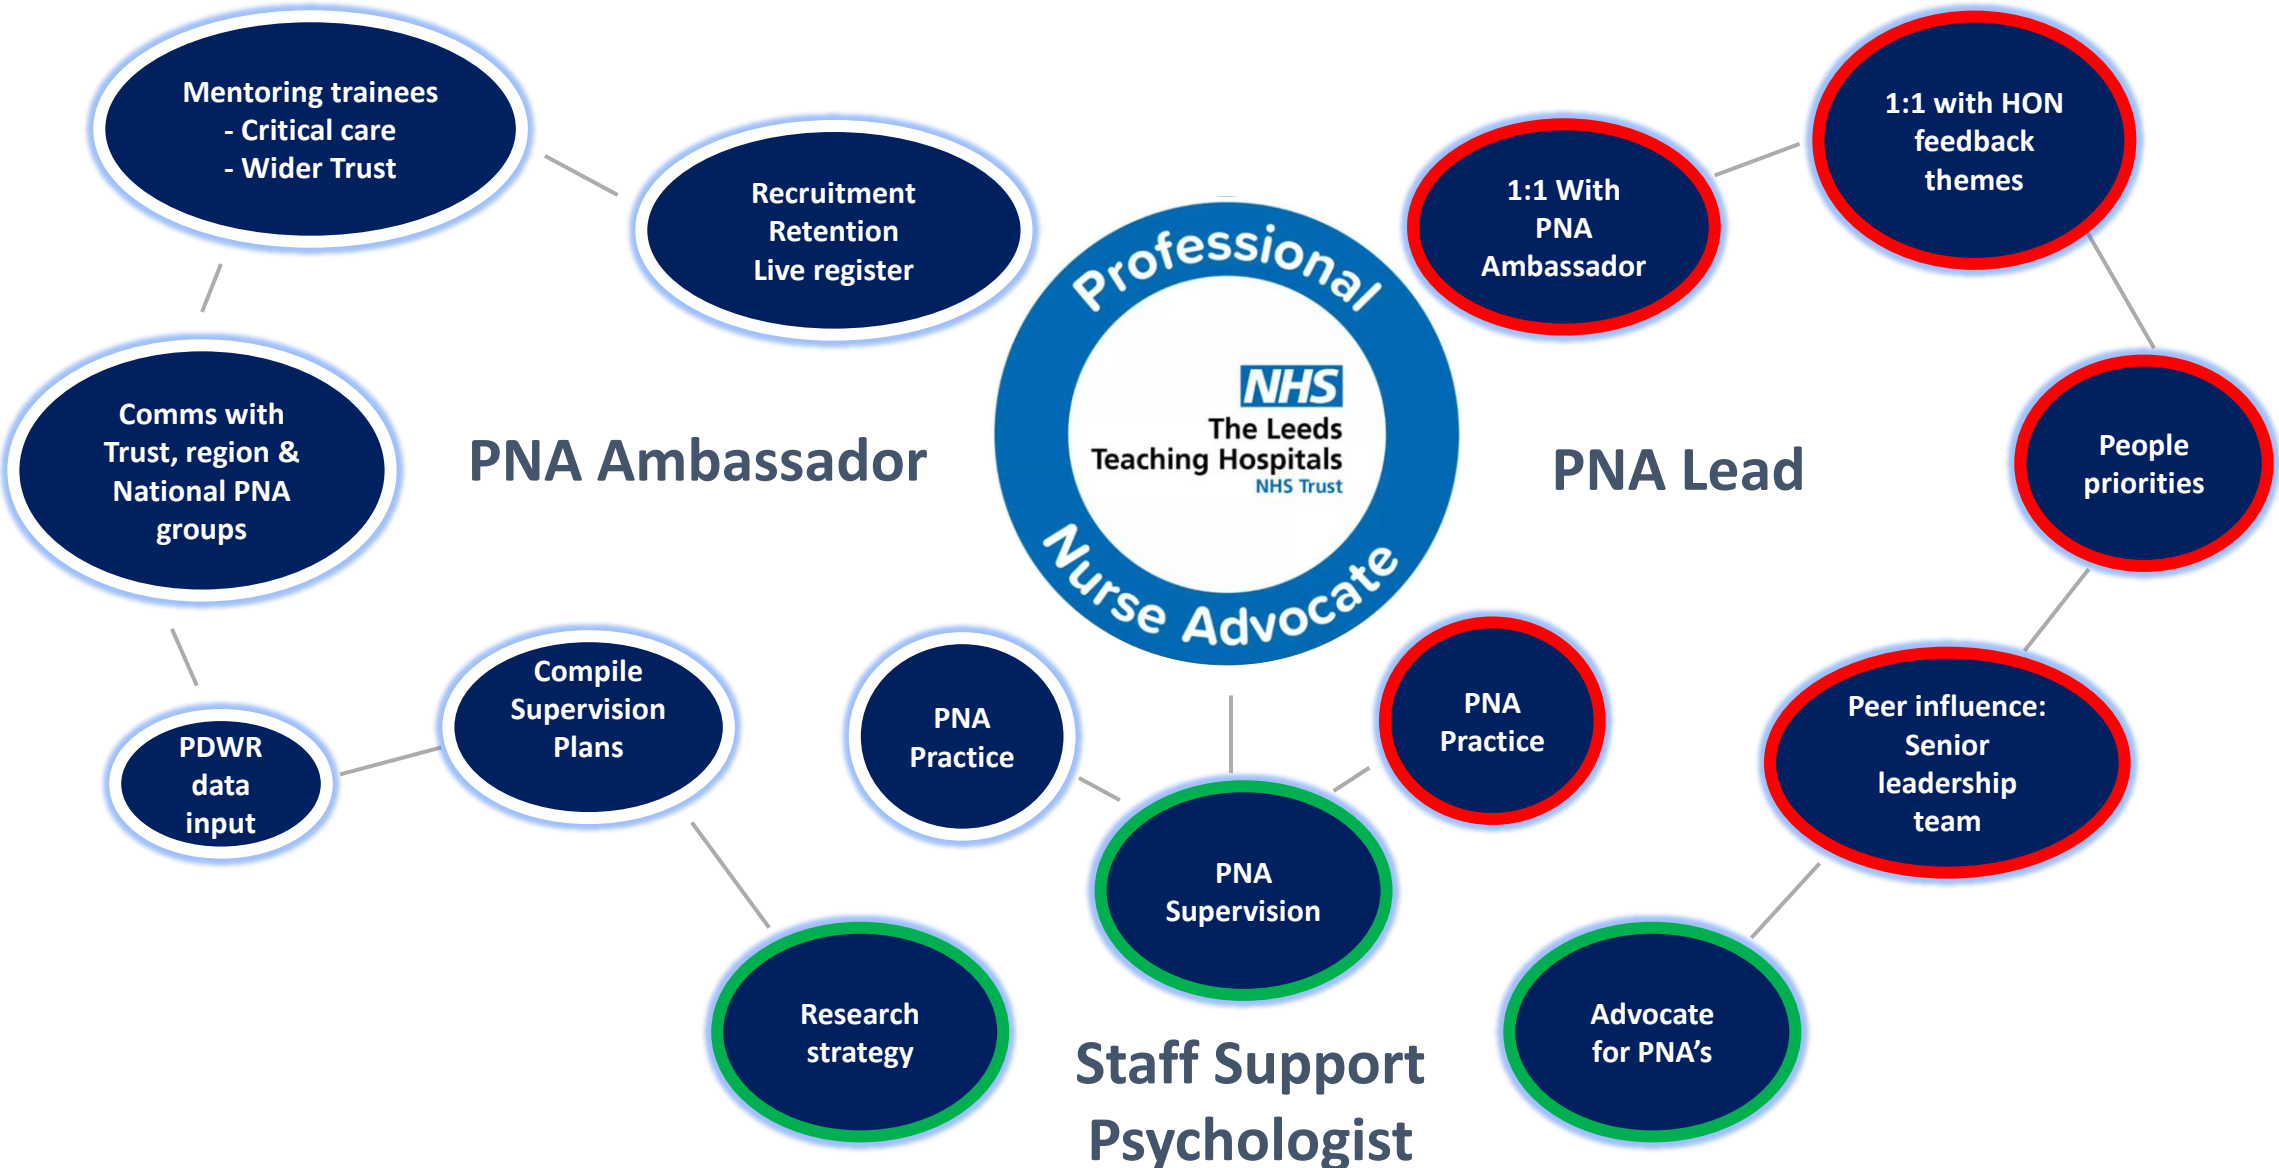 Mentoring trainees
- Critical care
- Wider Trust
Recruitment
Retention
Live register
Comms with
Trust, region &
National PNA
groups
PNA Ambassador
PDWR
data
input
Compile
Supervision
Plans
Professional
NHS
The Leeds
Teaching Hospitals
NHS Trust
Nurse Advocate
1:1 With
PNA
Ambassador
1:1 with HON
feedback
themes
PNA Lead
People
priorities
Peer influence:
Senior
leadership
team
PNA
Practice
PNA
Practice
PNA
Supervision
Research
strategy
Advocate
for PNA’s
Staff Support
Psychologist